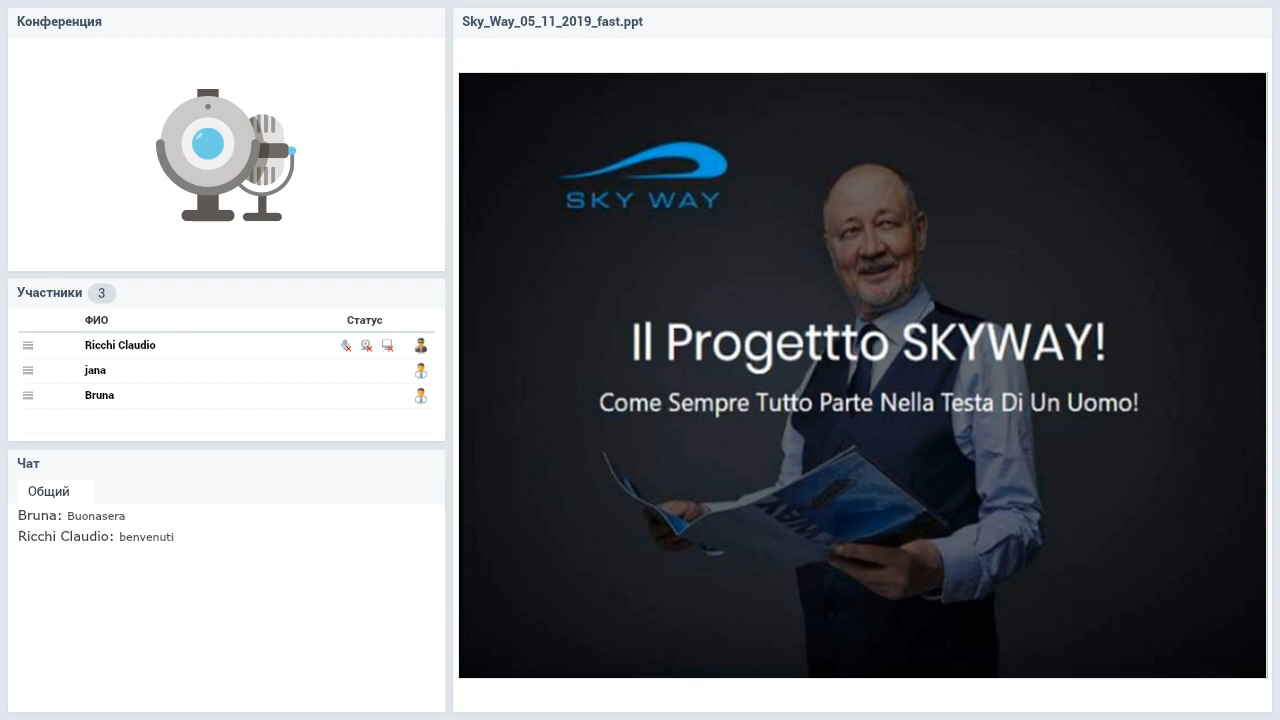 Конференция
Sky_Way_05_11_2019_fast.ppt
SKY WAY
Il Progettto SKYWAY!
Come Sempre Tutto Parte Nella Testa Di Un Uomo!
WAY
Участники 3
ФИО Статус
Ricchi Claudio
jana
Bruna
Чат
Общий
Bruna: Buonasera
Ricchi Claudio: benvenuti